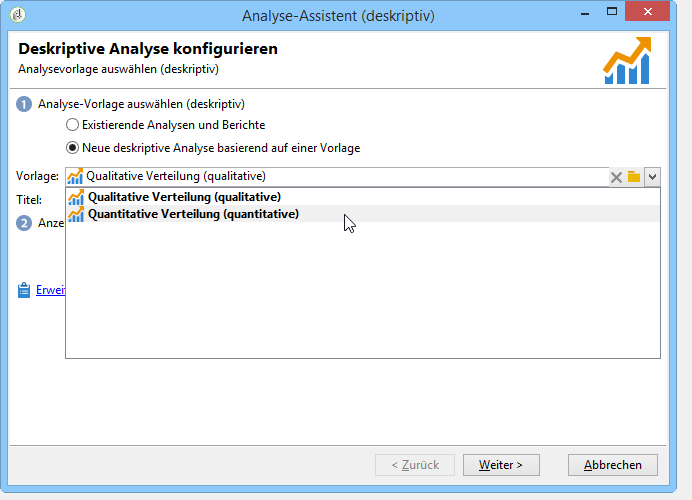 Analyse-Assistent (deskriptiv)
Deskriptive Analyse konfigurieren
Analysevorlage auswählen (deskriptiv)
1 Analyse-Vorlage auswählen (deskriptiv)
Existierende Analysen und Berichte
Neue deskriptive Analyse basierend auf einer Vorlage
Vorlage: Qualitative Verteilung (qualitative)
Qualitative Verteilung (qualitative)
Titel:
Quantitative Verteilung (quantitative)
2 Anze
Erwei
< Zurück Weiter > Abbrechen